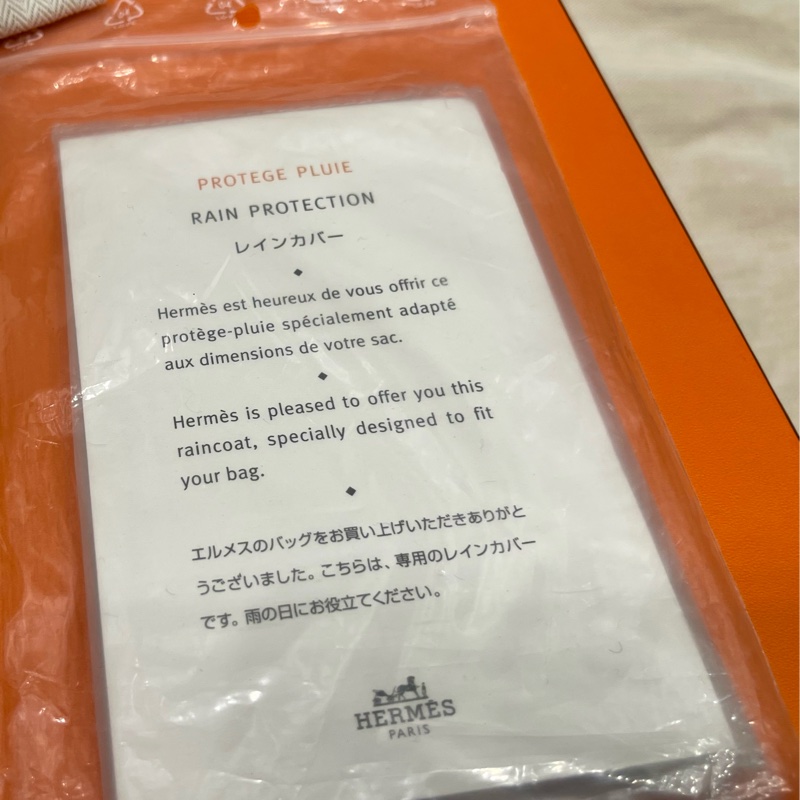 PROTEGE PLUIE
RAIN PROTECTION
レインカバー
Hermès est heureux de vous offrir ce
protège-pluie spécialement adapté
aux dimensions de votre sac.
Hermès is pleased to offer you this
raincoat, specially designed to fit
your bag.
エルメスのバッグをお買い上げいただきありがと
うございました。こちらは、専用のレインカバー
です。雨の日にお役立てください。
HERMÈS
PARIS